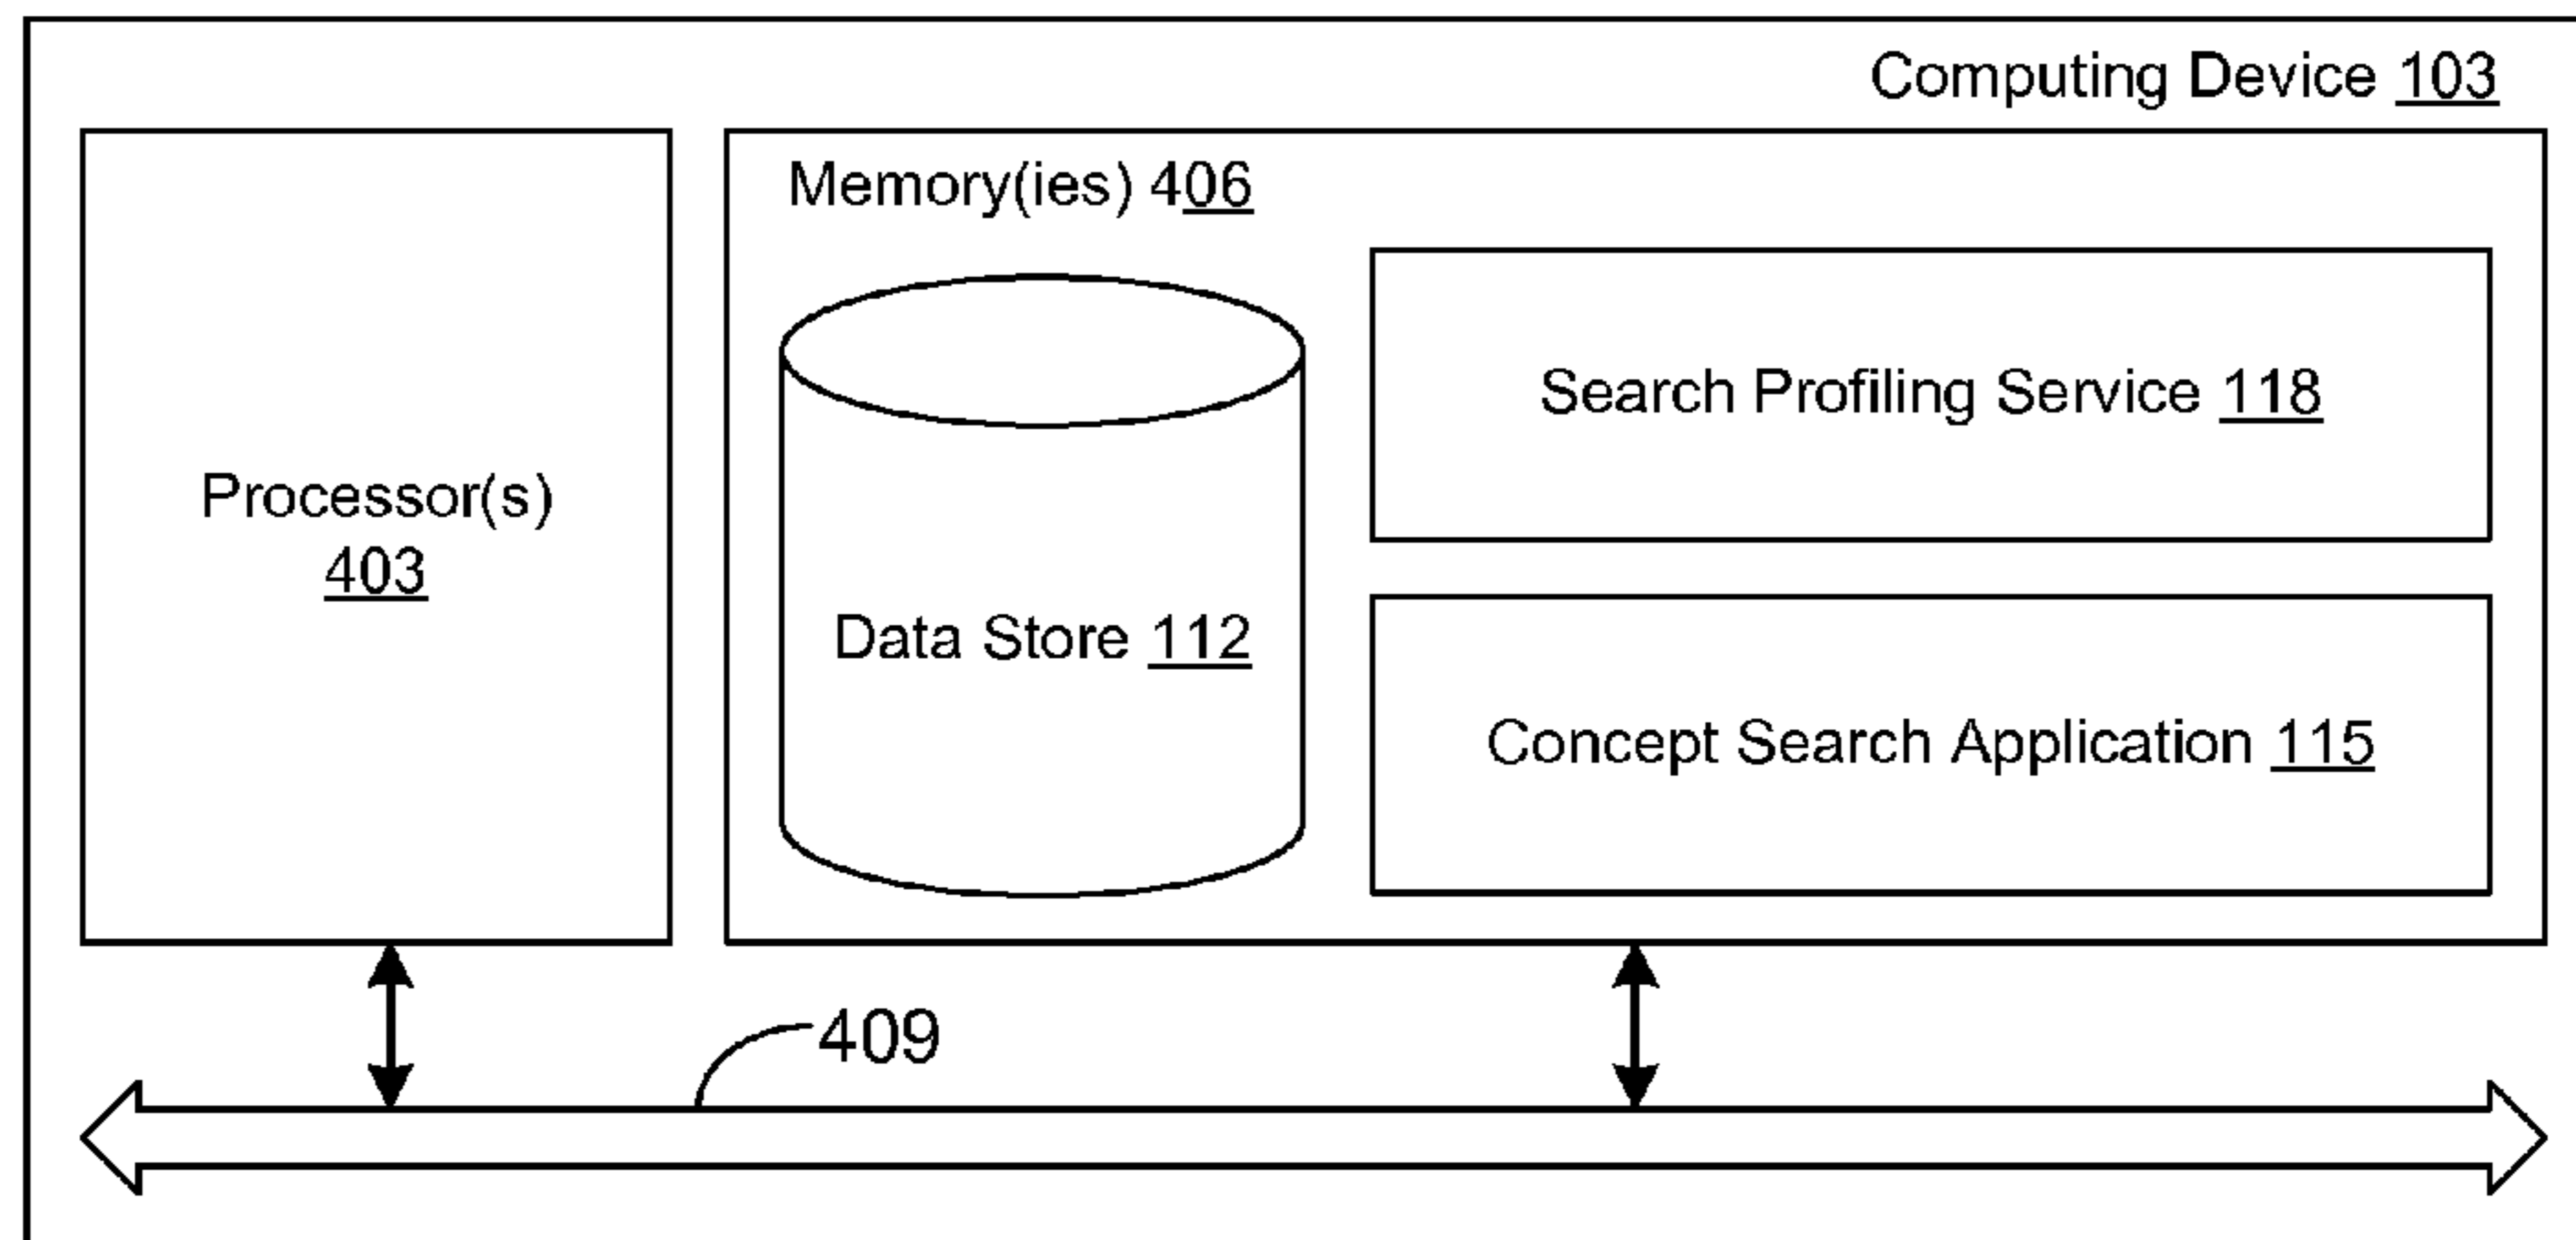 Computing Device 103
Memory(ies) 406
Search Profiling Service 118
Processor(s)
403
Data Store 112
Concept Search Application 115
409